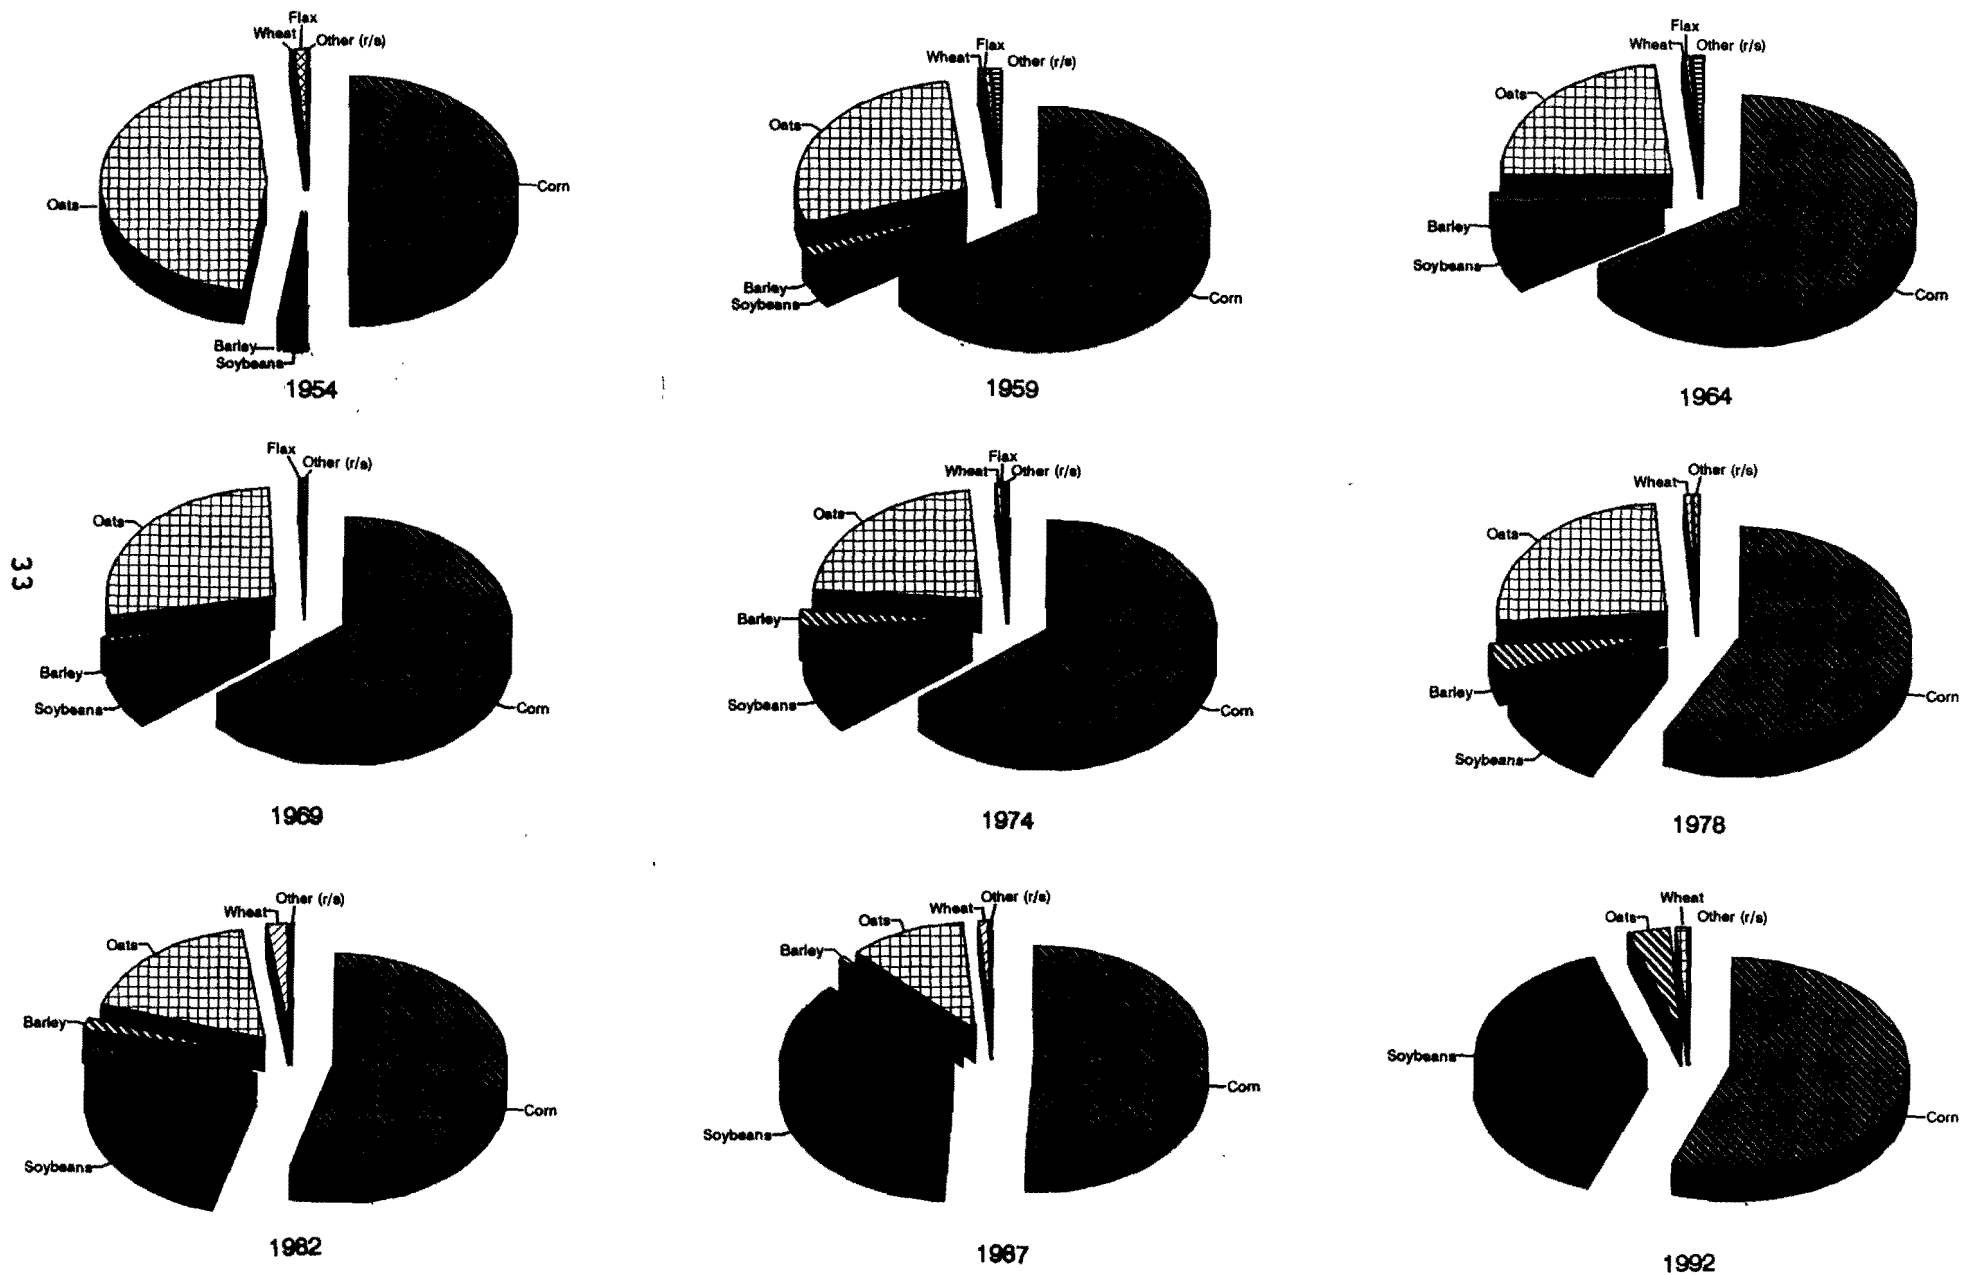 Flax
Wheat
Other (r/s)
Oats
Corn
Barley
Soybeans
1954
Flax
Wheat
Other (r/s)
Oats
Barley
Soybeans
Corn
1959
Flax
Wheat
Other (r/s)
Oats
Barley
Soybeans
Corn
1964
33
Flax
Other (r/s)
Oats
Barley
Soybeans
Corn
1969
Flax
Wheat
Other (r/s)
Oats
Barley
Soybeans
Corn
1974
Other (r/s)
Wheat
Oats
Barley
Soybeans
Corn
1978
Other (r/s)
Wheat
Oats
Barley
Soybeans
Corn
1982
Other (r/s)
Wheat
Oats
Barley
Soybeans
Corn
1987
Wheat
Oats
Other (r/s)
Soybeans
Corn
1992